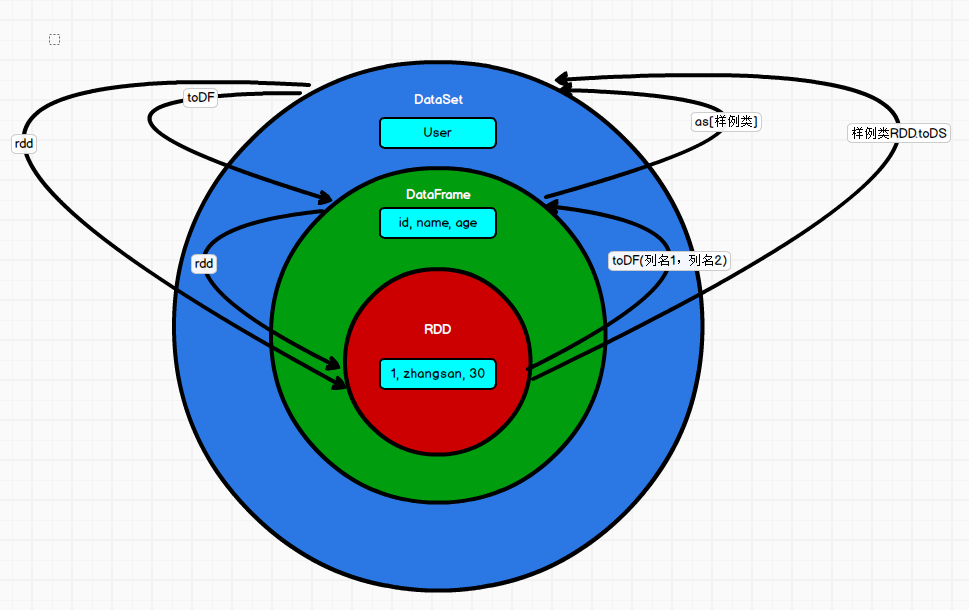 DataSet
toDF
User
as[样例类]
样例类RDD.toDS
rdd
DataFrame
id, name, age
rdd
toDF(列名1，列名2)
RDD
1, zhangsan, 30